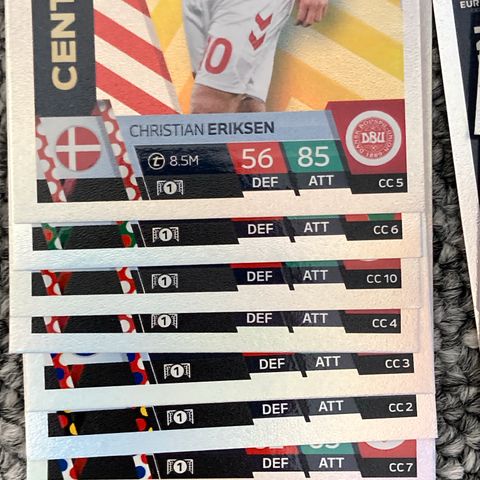 EUR
CENT
0
CHRISTIAN ERIKSEN
DBU
t 8.5M 56 85
DEF ATT
1 CC 5
DEF ATT
1 CC 6
DEF ATT
1 CC 10
DEF ATT
1 CC 4
DEF ATT
1 CC 3
DEF ATT
1 CC 2
DEF ATT
1 CC 7